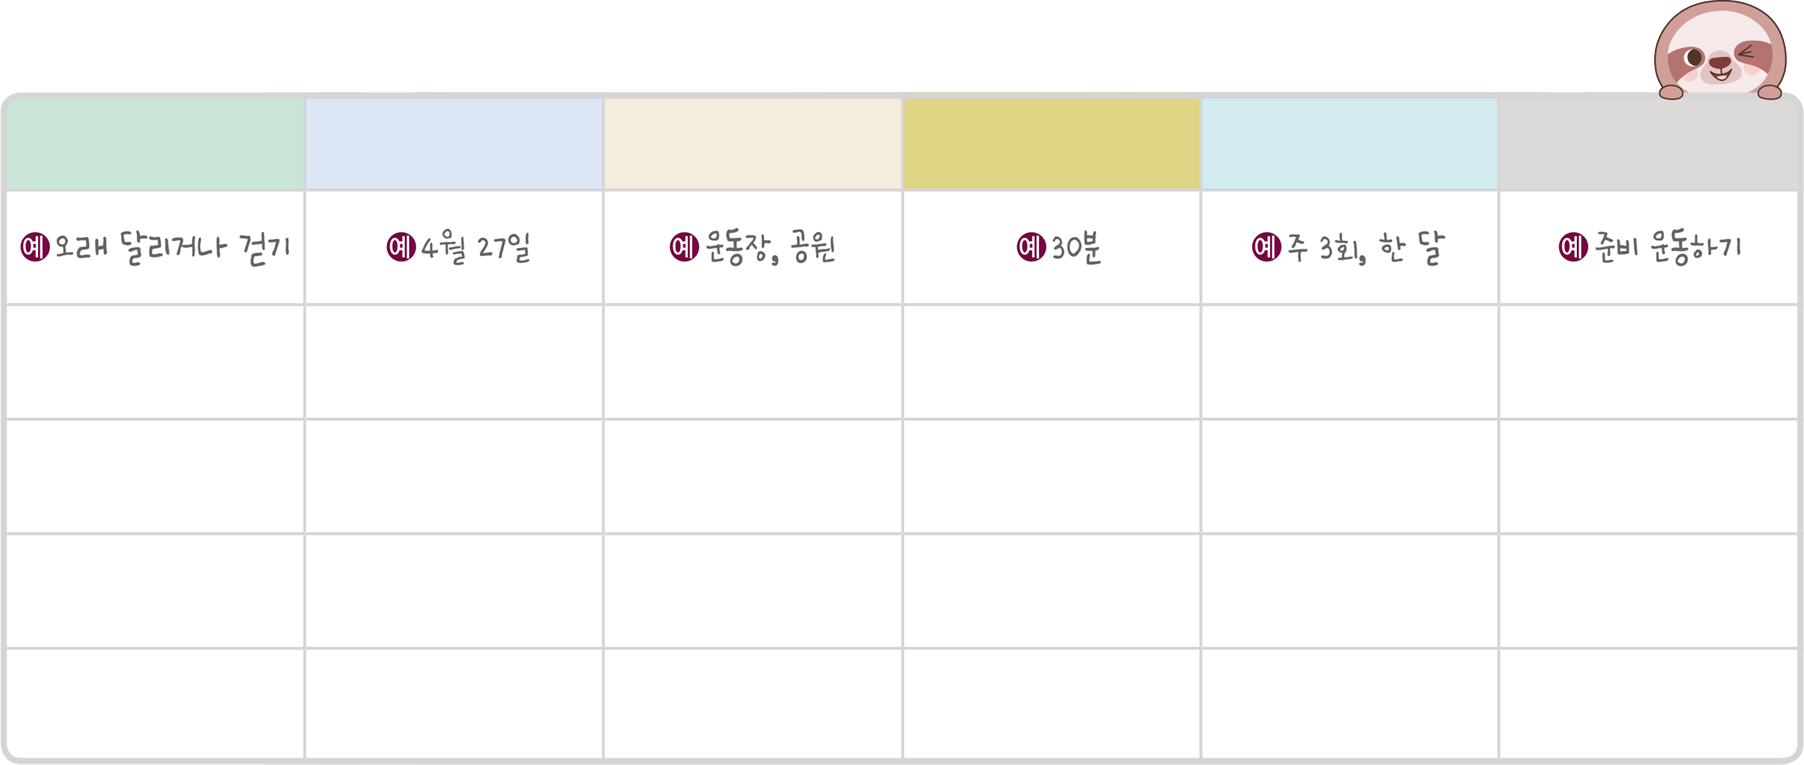 예 오래 달리거나 걷기
예 4월 27일
예 운동장, 공원
예 30분
예 주 3회, 한 달
예 준비 운동하기